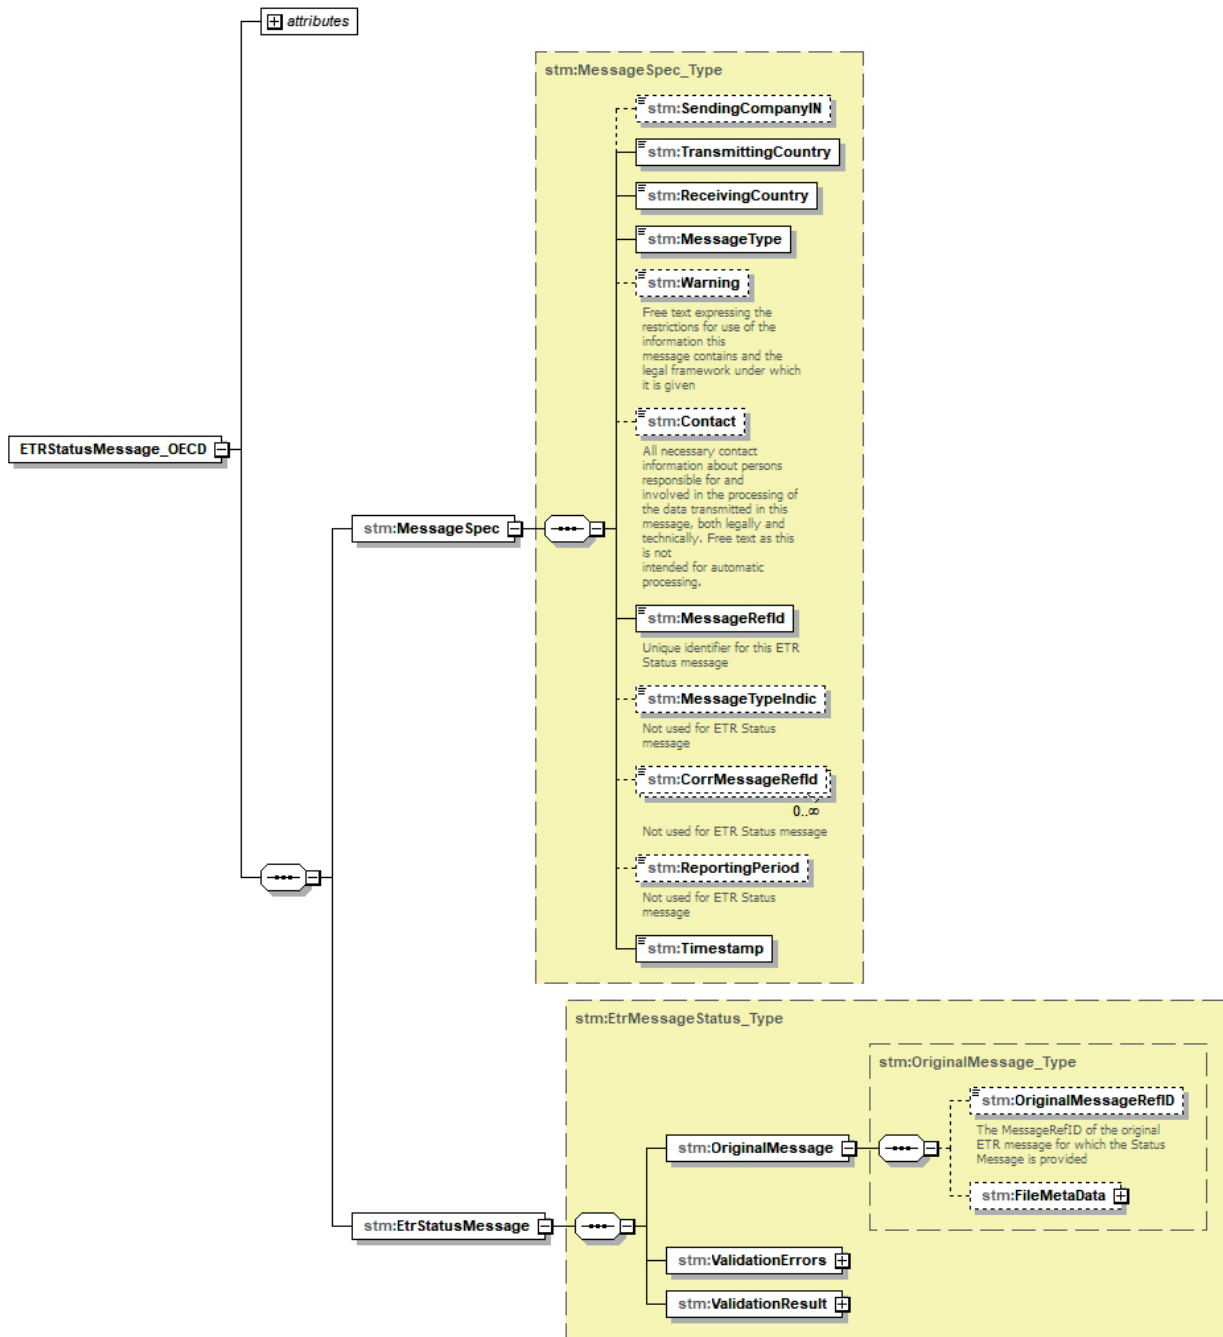 attributes
stm:MessageSpec_Type
stm:SendingCompanyIN
stm:TransmittingCountry
stm:ReceivingCountry
stm:MessageType
stm:Warning
Free text expressing the
restrictions for use of the
information this
message contains and the
legal framework under which
it is given
stm:Contact
All necessary contact
information about persons
responsible for and
involved in the processing of
the data transmitted in this
message, both legally and
technically. Free text as this
is not
intended for automatic
processing.
ETRStatusMessage_OECD
stm:MessageSpec
stm:MessageRefId
Unique identifier for this ETR
Status message
stm:MessageTypeIndic
Not used for ETR Status
message
stm:CorrMessageRefId
0..∞
Not used for ETR Status message
stm:ReportingPeriod
Not used for ETR Status
message
stm:Timestamp
stm:EtrMessageStatus_Type
stm:OriginalMessage_Type
stm:OriginalMessageRefID
The MessageRefID of the original
ETR message for which the Status
Message is provided
stm:OriginalMessage
stm:FileMetaData
stm:EtrStatusMessage
stm:ValidationErrors
stm:ValidationResult